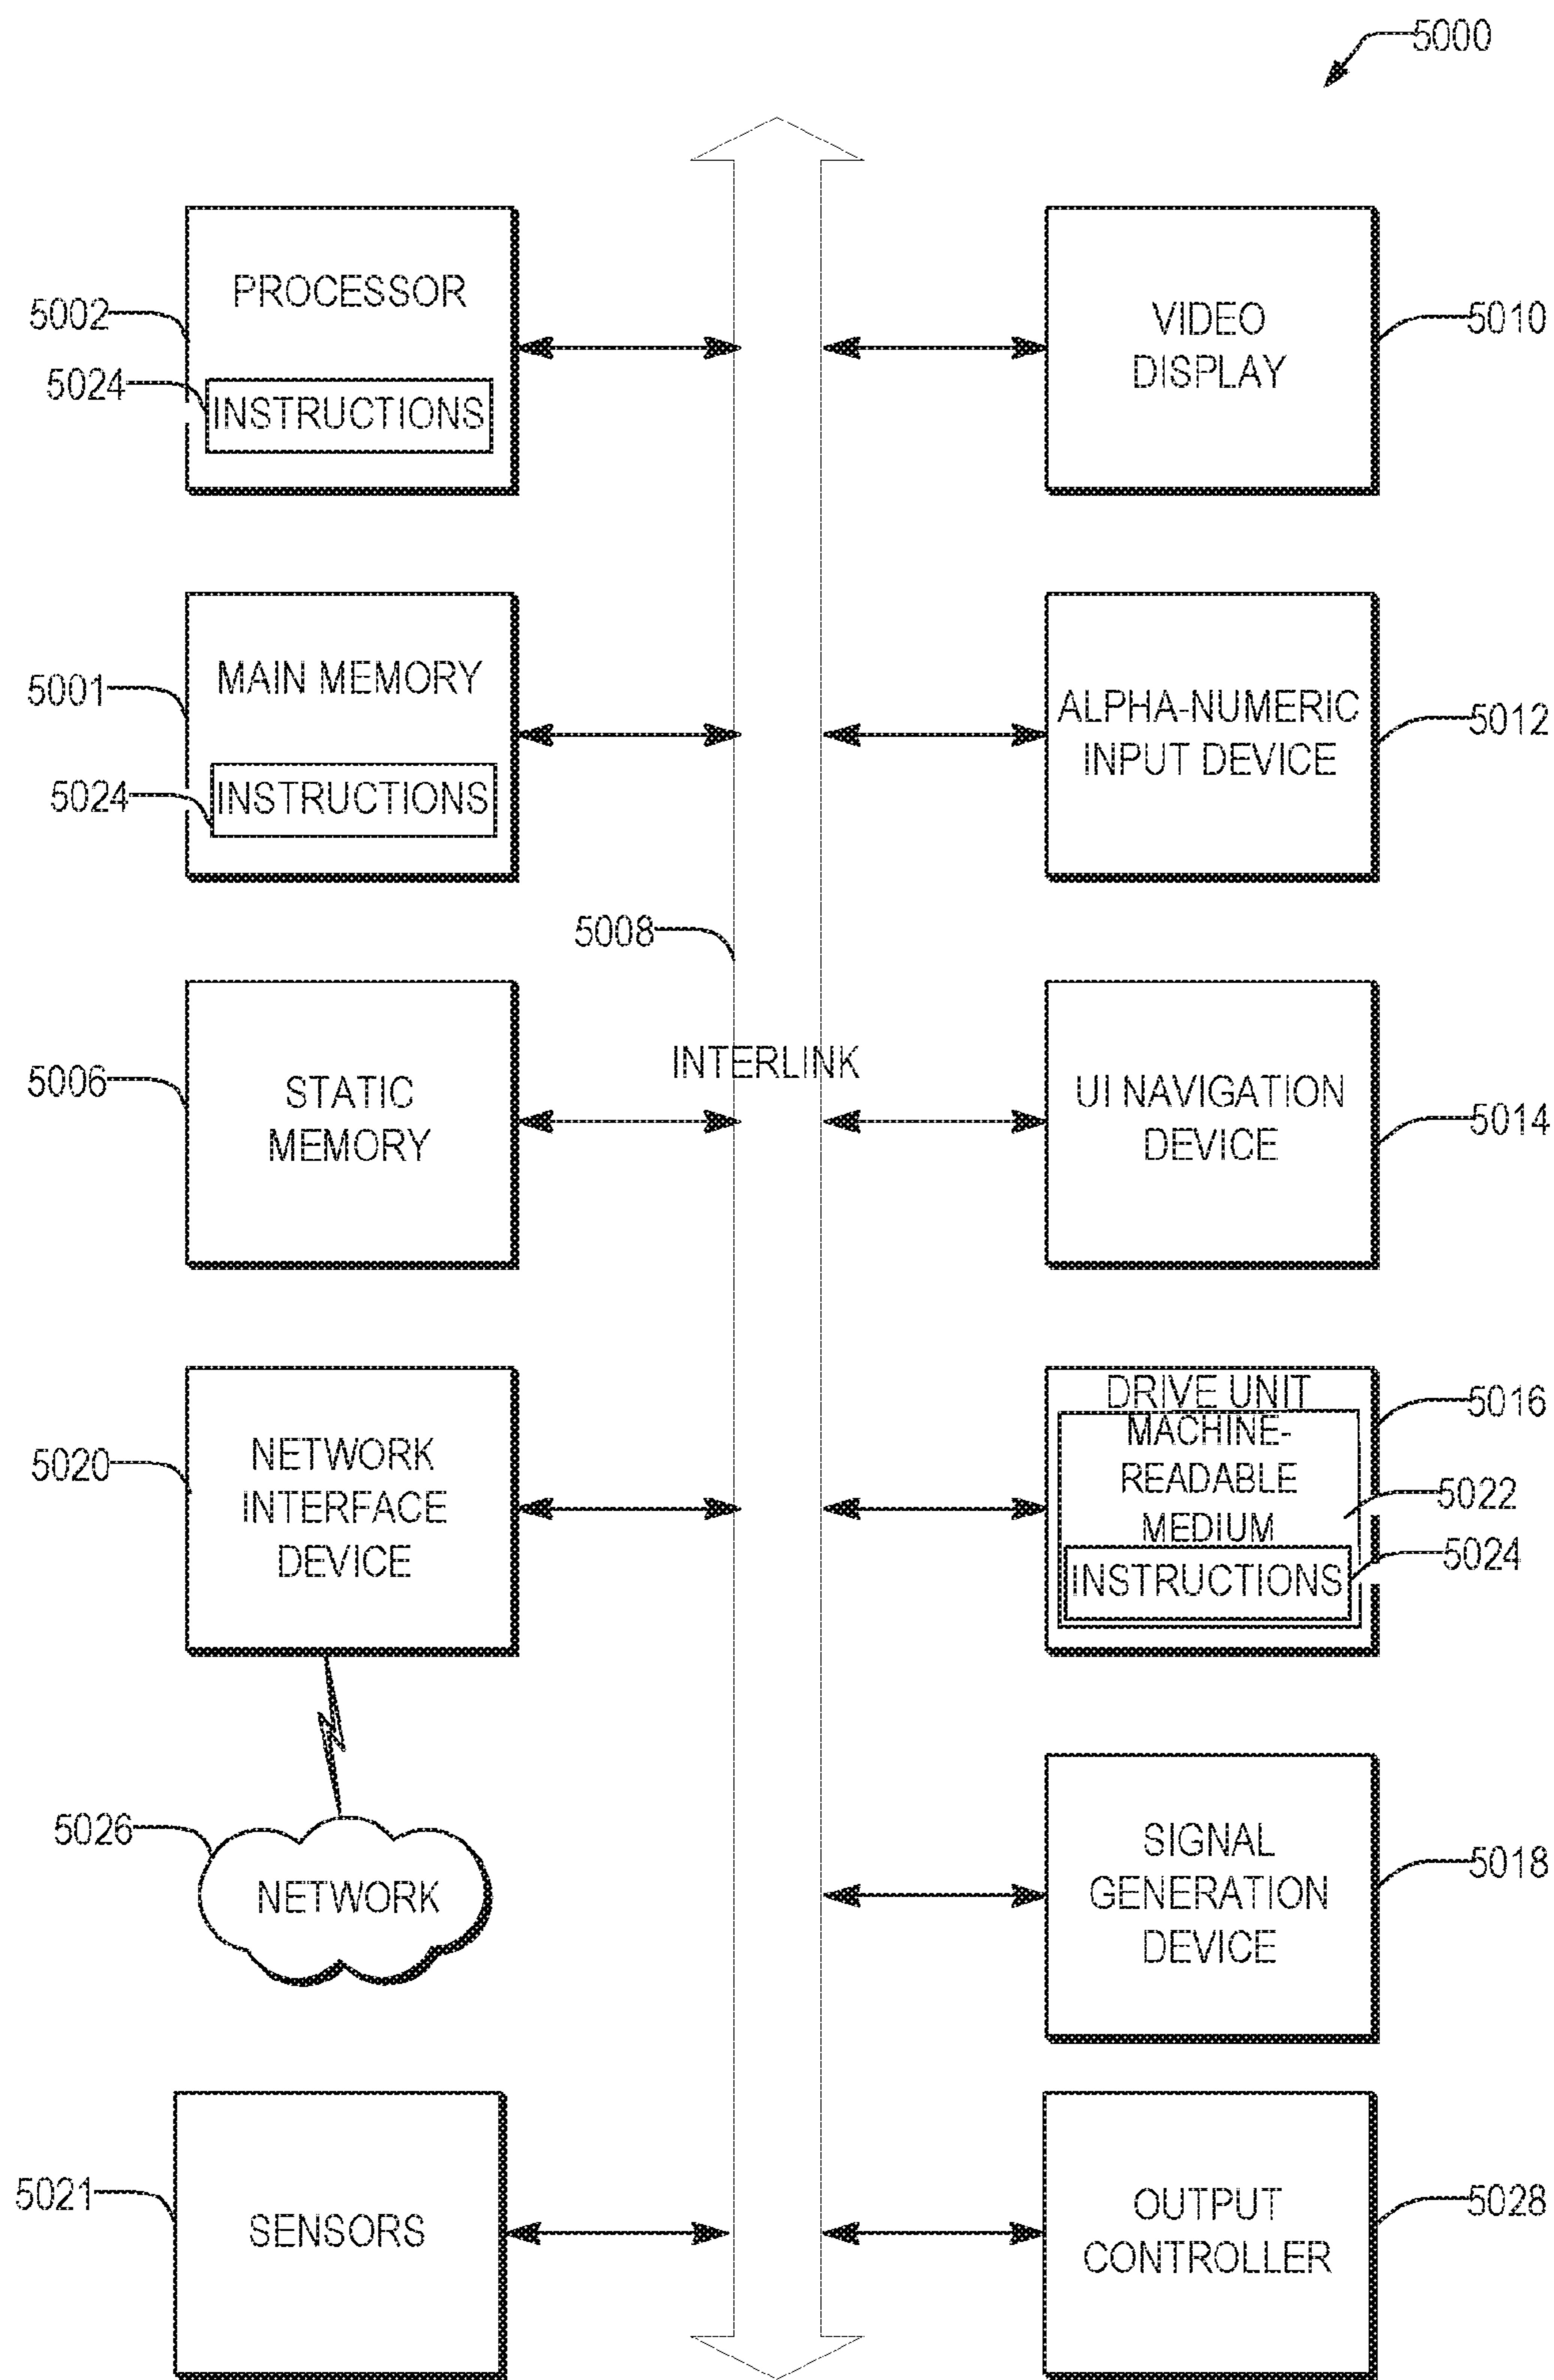 5000
PROCESSOR
5002
5024
INSTRUCTIONS
VIDEO
DISPLAY
5010
MAIN MEMORY
5001
5024
INSTRUCTIONS
ALPHA-NUMERIC
INPUT DEVICE
5012
5008
INTERLINK
5006
STATIC
MEMORY
UI NAVIGATION
DEVICE
5014
5020
NETWORK
INTERFACE
DEVICE
DRIVE UNIT
5016
MACHINE-
READABLE
MEDIUM
5022
INSTRUCTIONS
5024
5026
NETWORK
SIGNAL
GENERATION
DEVICE
5018
5021
SENSORS
OUTPUT
CONTROLLER
5028